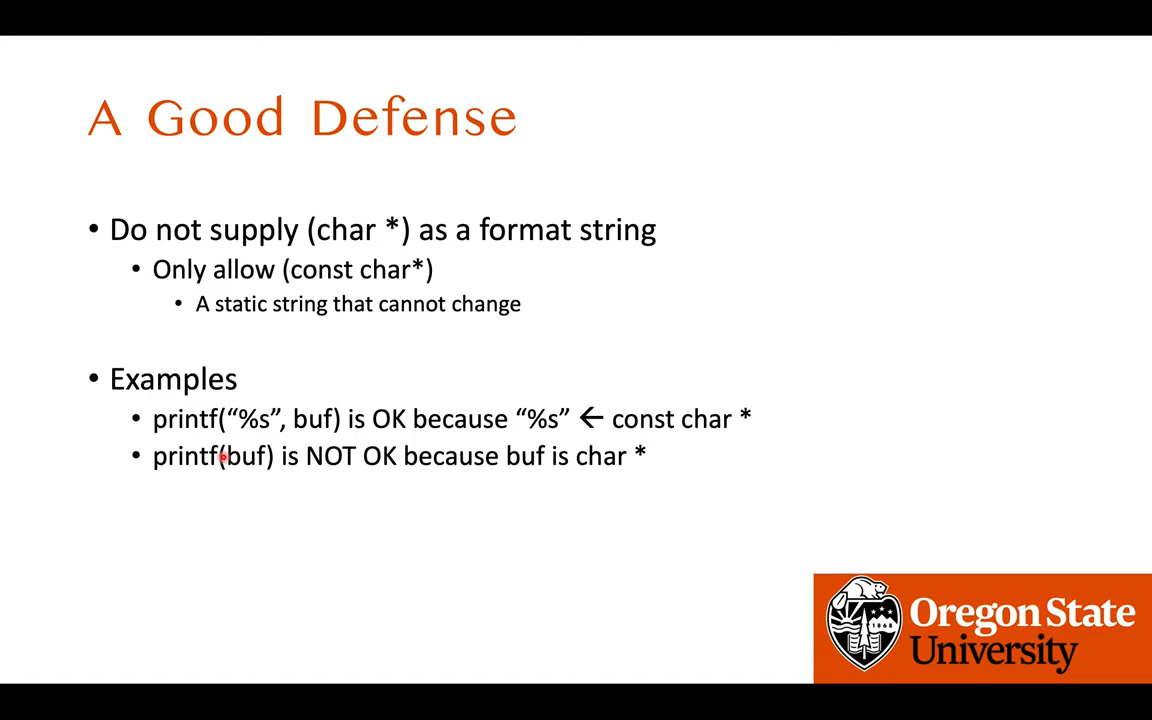 A Good Defense
• Do not supply (char *) as a format string
• Only allow (const char*)
• A static string that cannot change
• Examples
• printf(“%s”, buf) is OK because “%s” ← const char *
• printf(buf) is NOT OK because buf is char *
Oregon State
University